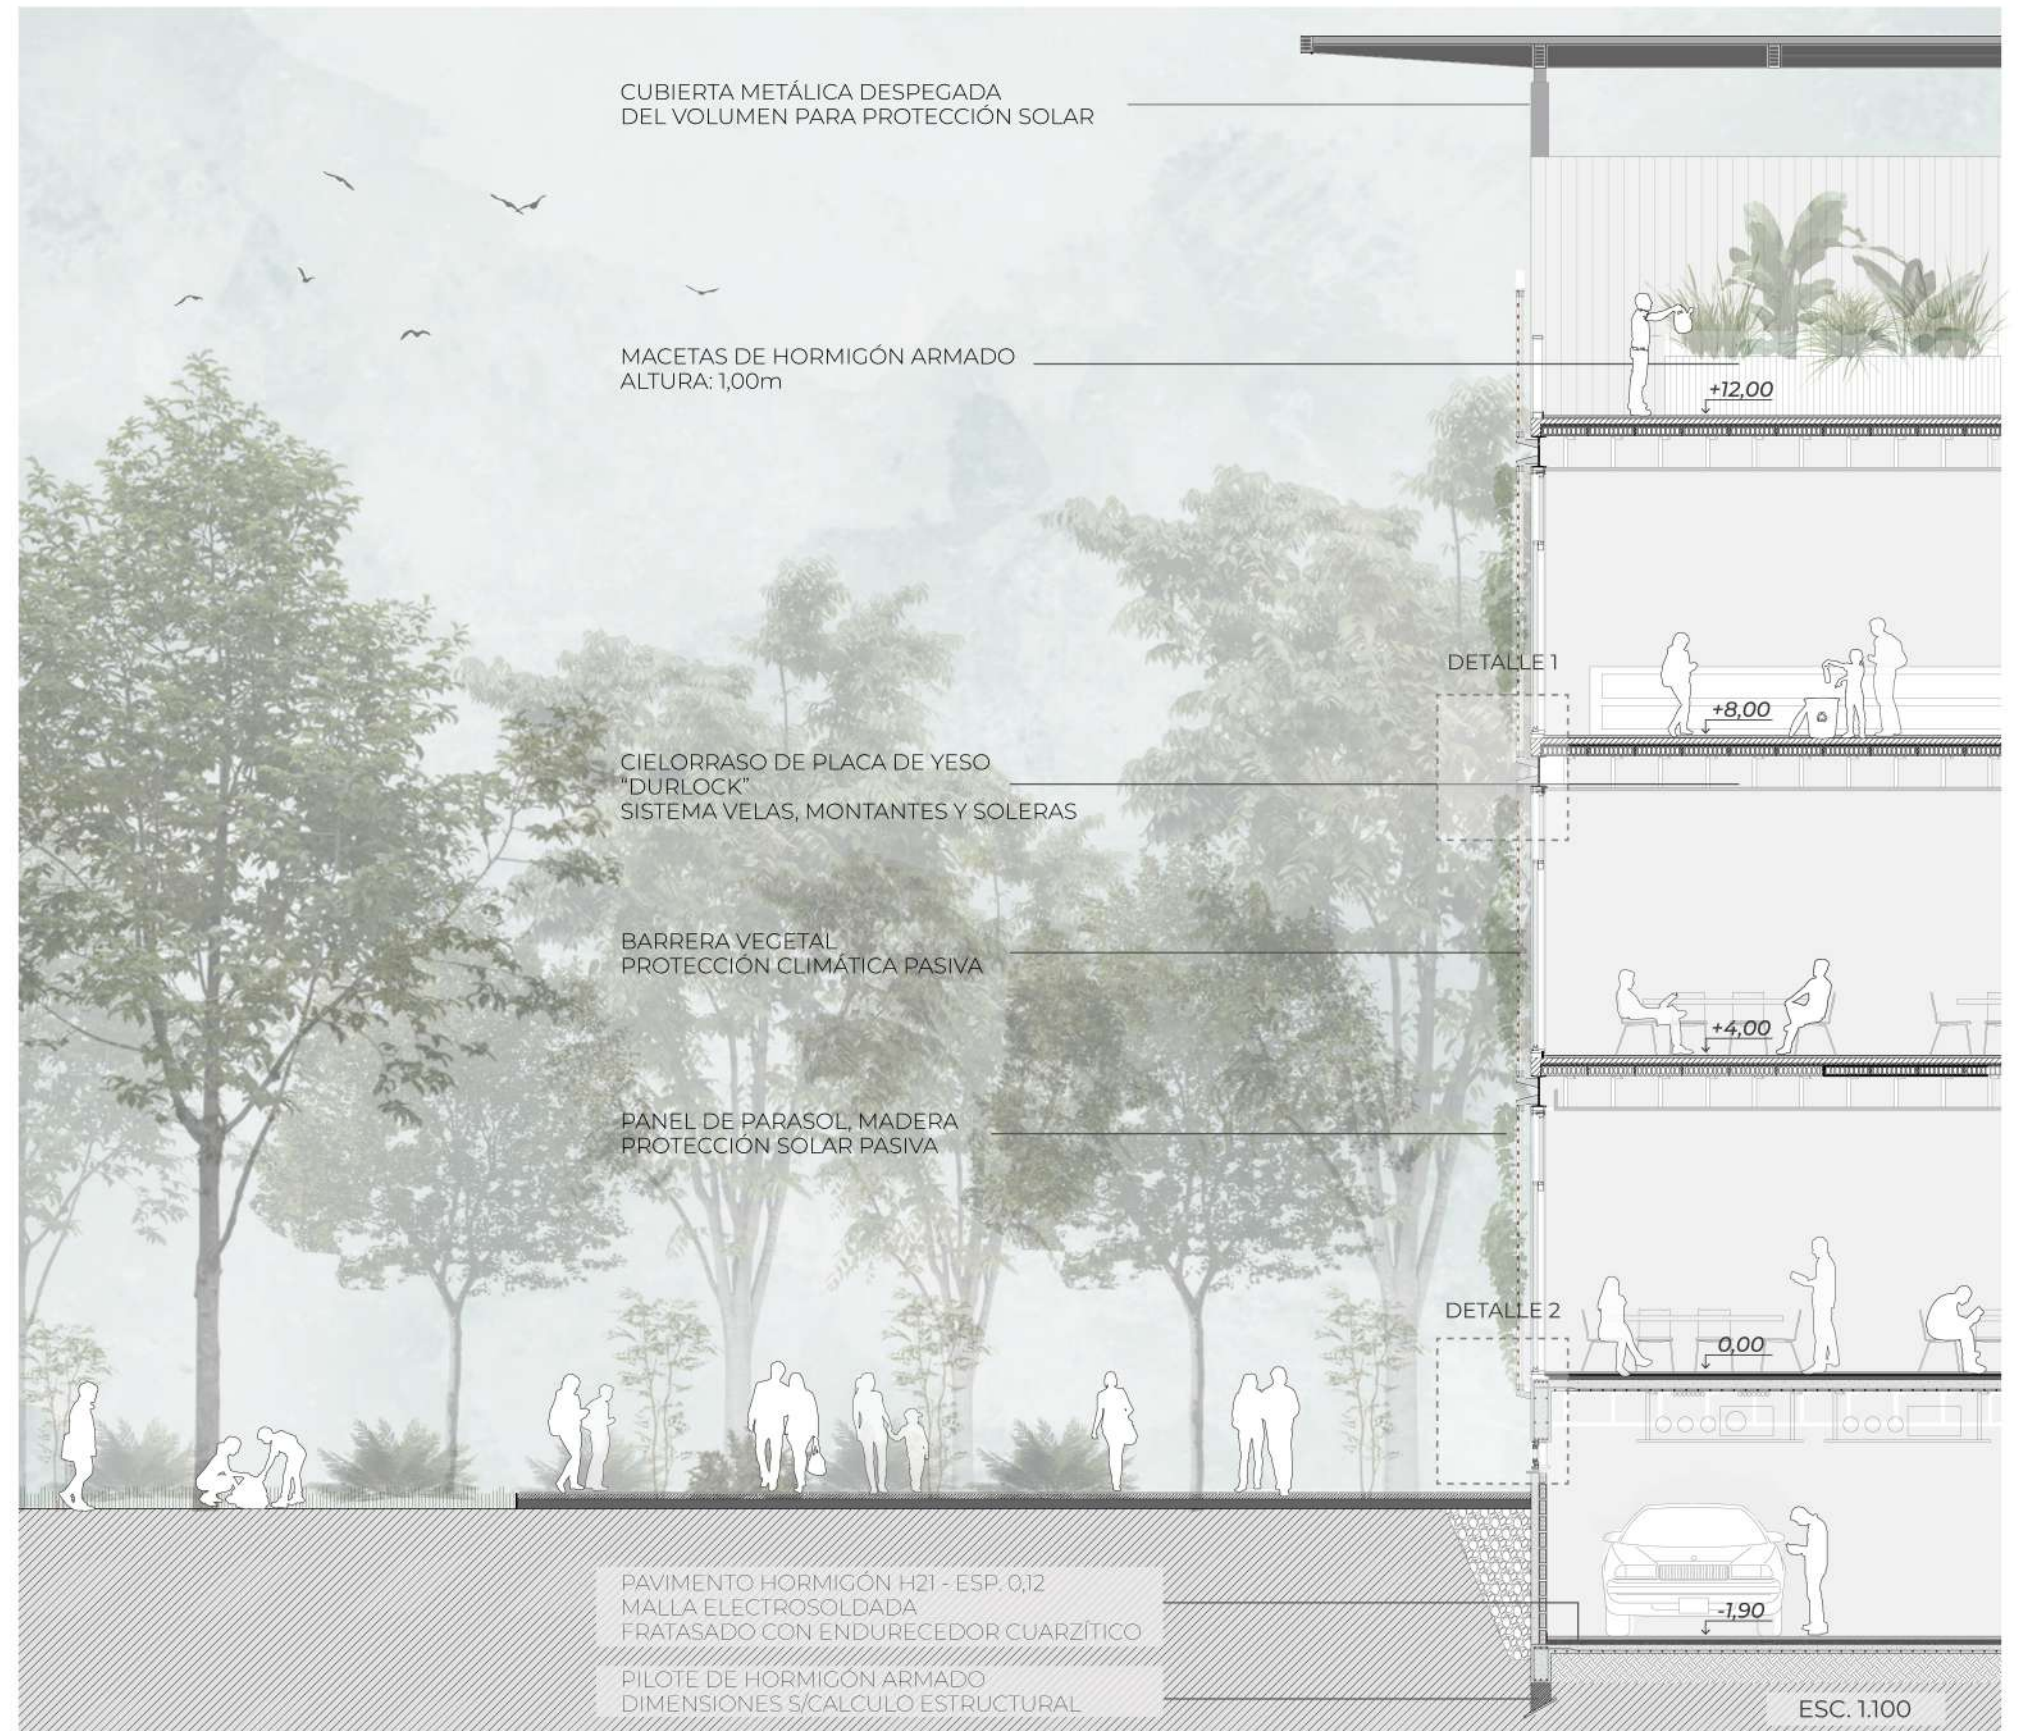 CUBIERTA METÁLICA DESPEGADA
DEL VOLUMEN PARA PROTECCIÓN SOLAR
MACETAS DE HORMIGÓN ARMADO
ALTURA: 1,00m
+12,00
DETALLE 1
+8,00
CIELORRASO DE PLACA DE YESO
“DURLOCK”
SISTEMA VELAS, MONTANTES Y SOLERAS
BARRERA VEGETAL
PROTECCIÓN CLIMÁTICA PASIVA
+4,00
PANEL DE PARASOL, MADERA
PROTECCIÓN SOLAR PASIVA
DETALLE 2
0,00
PAVIMENTO HORMIGÓN H21 - ESP. 0,12
MALLA ELECTROSOLDADA
FRATASADO CON ENDURECEDOR CUARZÍTICO
-1,90
PILOTE DE HORMIGÓN ARMADO
DIMENSIONES S/CALCULO ESTRUCTURAL
ESC. 1.100